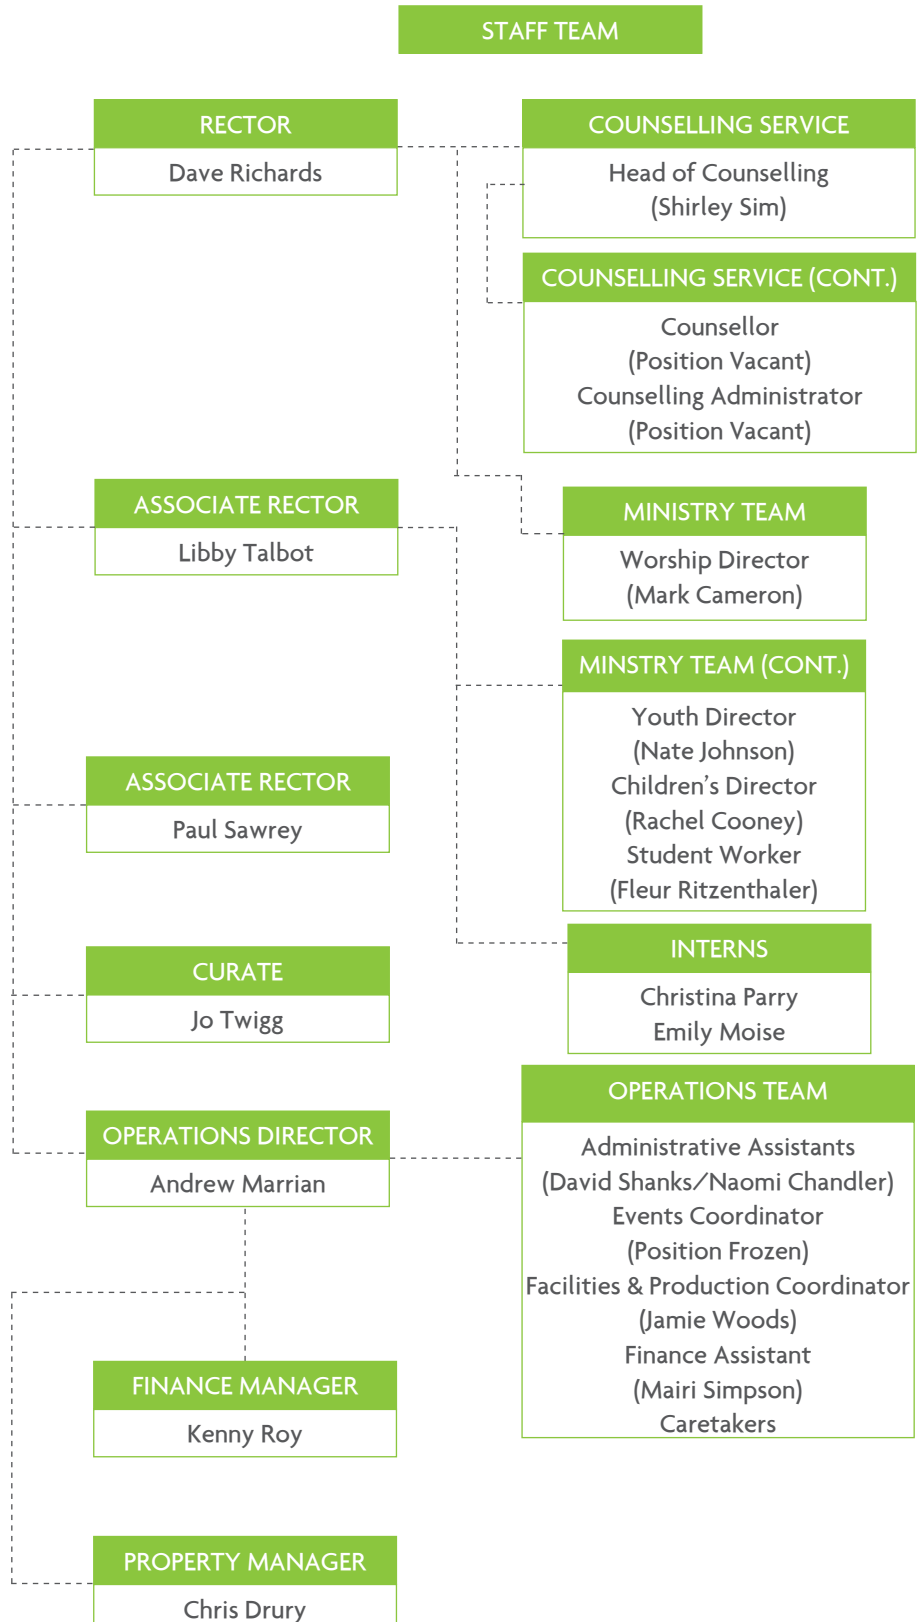 STAFF TEAM
RECTOR
Dave Richards
COUNSELLING SERVICE
Head of Counselling
(Shirley Sim)
COUNSELLING SERVICE (CONT.)
Counsellor
(Position Vacant)
Counselling Administrator
(Position Vacant)
ASSOCIATE RECTOR
Libby Talbot
MINISTRY TEAM
Worship Director
(Mark Cameron)
MINSTRY TEAM (CONT.)
Youth Director
(Nate Johnson)
Children’s Director
(Rachel Cooney)
Student Worker
(Fleur Ritzenthaler)
ASSOCIATE RECTOR
Paul Sawrey
CURATE
Jo Twigg
INTERNS
Christina Parry
Emily Moise
OPERATIONS DIRECTOR
Andrew Marrian
OPERATIONS TEAM
Administrative Assistants
(David Shanks/Naomi Chandler)
Events Coordinator
(Position Frozen)
Facilities & Production Coordinator
(Jamie Woods)
Finance Assistant
(Mairi Simpson)
Caretakers
FINANCE MANAGER
Kenny Roy
PROPERTY MANAGER
Chris Drury